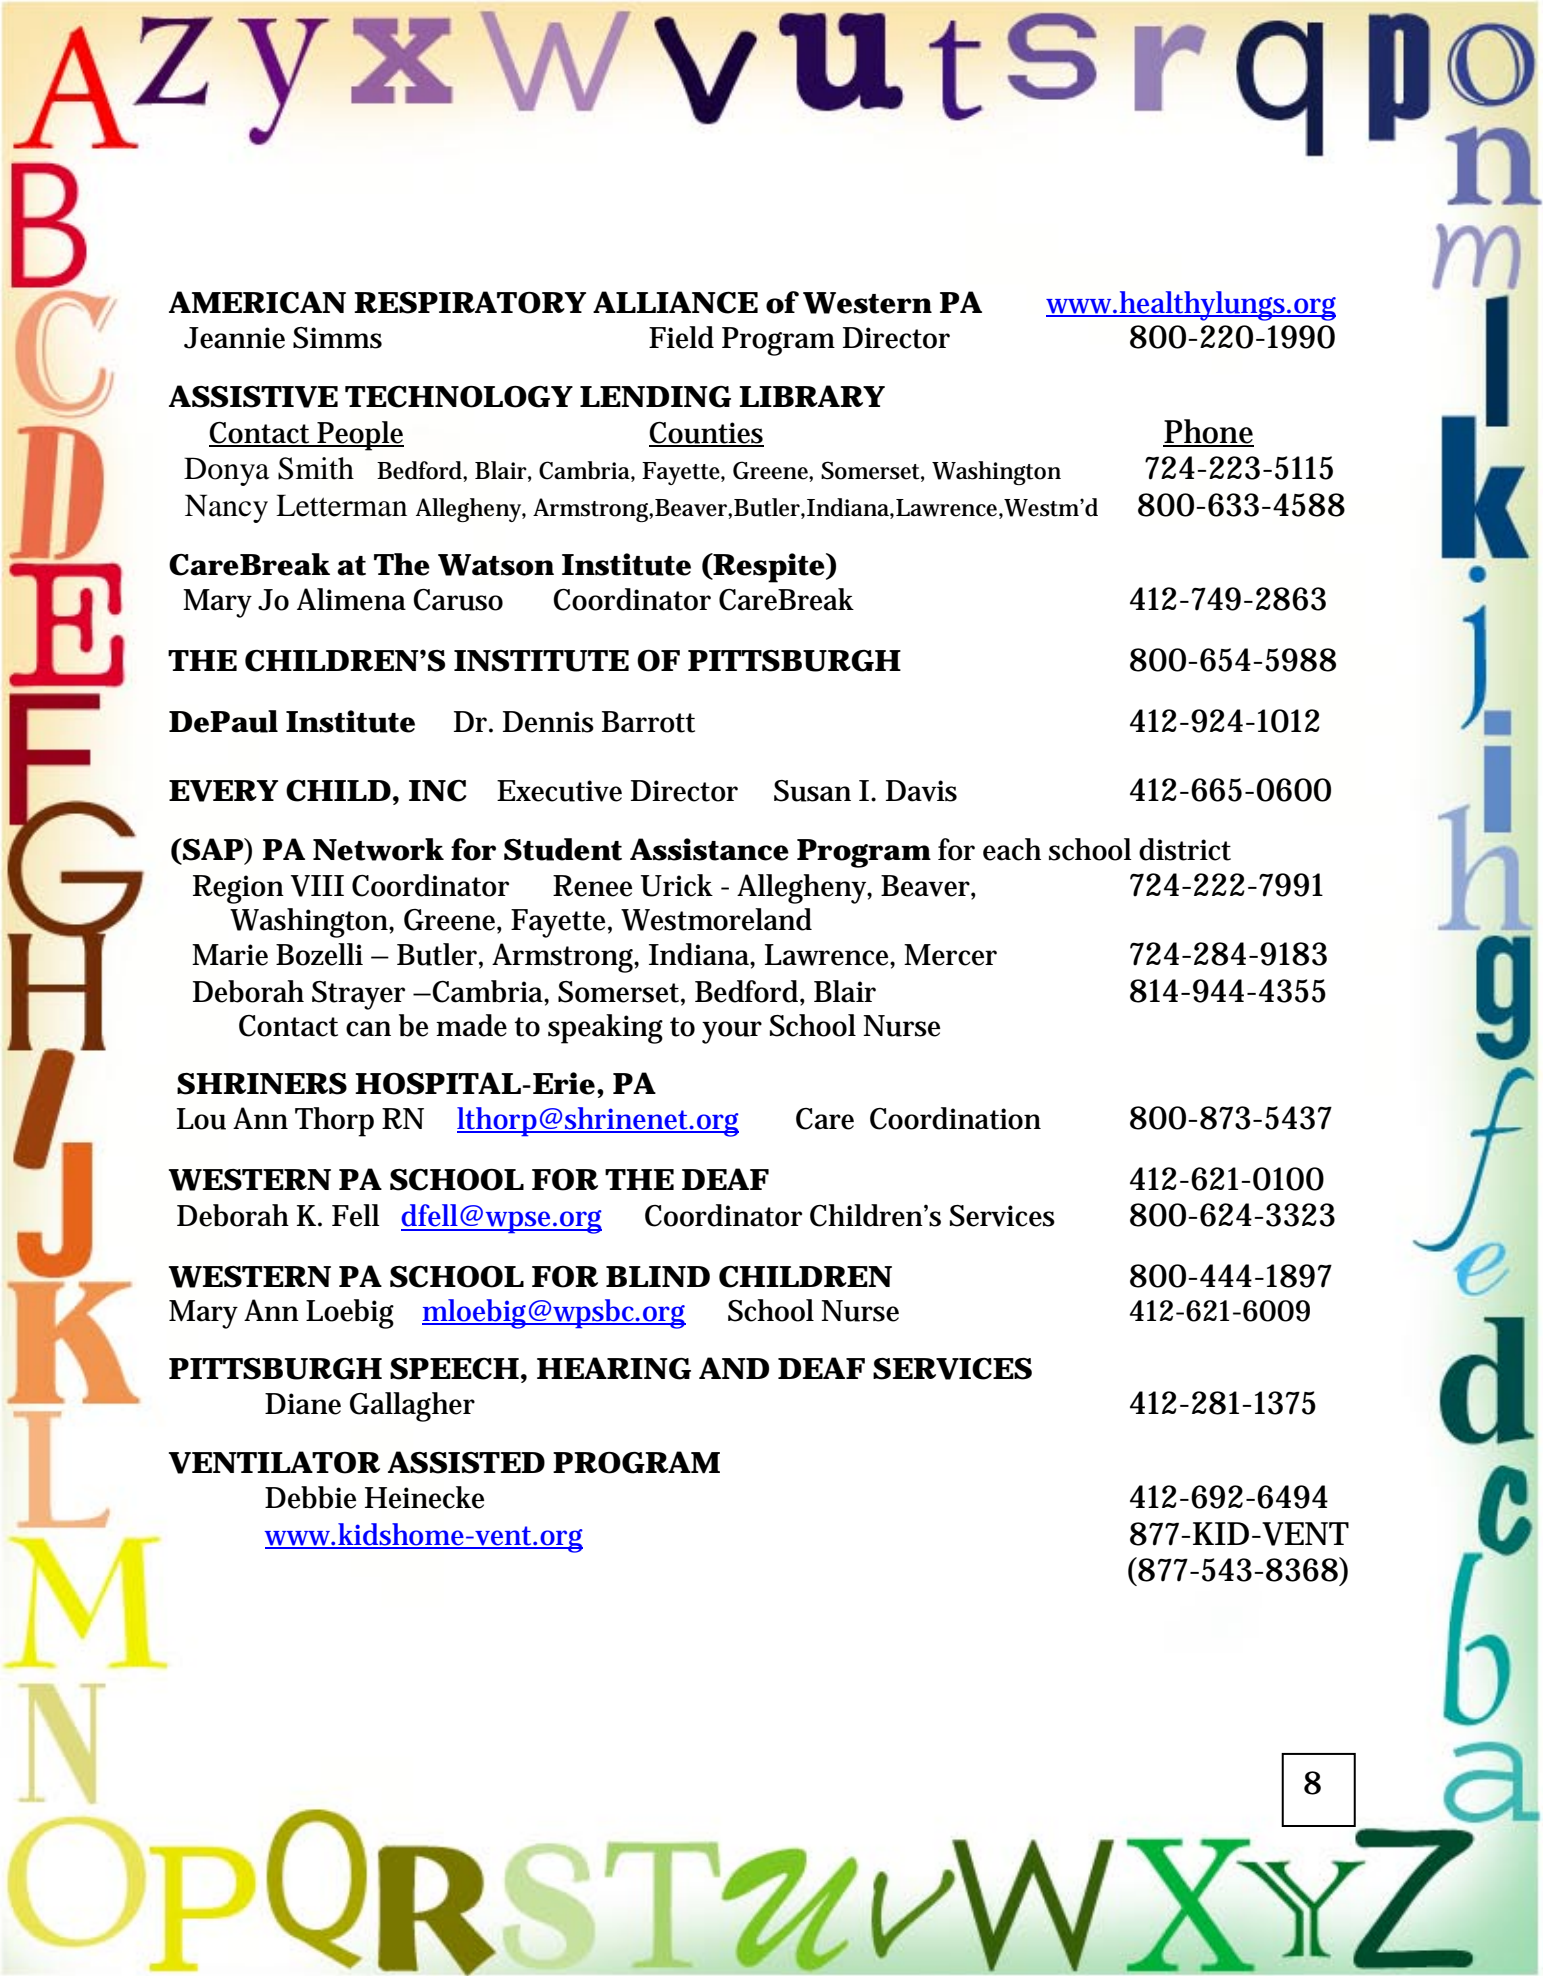 A z y x w v u t s r q p o
n
m
l
k
j
i
h
g
f
e
d
c
b
a
B
C
D
E
F
G
H
I
J
K
L
M
N
O P Q R S T U V W X Y Z
AMERICAN RESPIRATORY ALLIANCE of Western PA www.healthylungs.org
Jeannie Simms Field Program Director 800-220-1990
ASSISTIVE TECHNOLOGY LENDING LIBRARY
Contact People Counties Phone
Donya Smith Bedford, Blair, Cambria, Fayette, Greene, Somerset, Washington 724-223-5115
Nancy Letterman Allegheny, Armstrong,Beaver,Butler,Indiana,Lawrence,Westm'd 800-633-4588
CareBreak at The Watson Institute (Respite)
Mary Jo Alimena Caruso Coordinator CareBreak 412-749-2863
THE CHILDREN'S INSTITUTE OF PITTSBURGH 800-654-5988
DePaul Institute Dr. Dennis Barrott 412-924-1012
EVERY CHILD, INC Executive Director Susan I. Davis 412-665-0600
(SAP) PA Network for Student Assistance Program for each school district
Region VIII Coordinator Renee Urick - Allegheny, Beaver, 724-222-7991
Washington, Greene, Fayette, Westmoreland
Marie Bozelli – Butler, Armstrong, Indiana, Lawrence, Mercer 724-284-9183
Deborah Strayer –Cambria, Somerset, Bedford, Blair 814-944-4355
Contact can be made to speaking to your School Nurse
SHRINERS HOSPITAL-Erie, PA
Lou Ann Thorp RN lthorp@shrinenet.org Care Coordination 800-873-5437
WESTERN PA SCHOOL FOR THE DEAF 412-621-0100
Deborah K. Fell dfell@wpse.org Coordinator Children's Services 800-624-3323
WESTERN PA SCHOOL FOR BLIND CHILDREN 800-444-1897
Mary Ann Loebig mloebig@wpsbc.org School Nurse 412-621-6009
PITTSBURGH SPEECH, HEARING AND DEAF SERVICES
Diane Gallagher 412-281-1375
VENTILATOR ASSISTED PROGRAM
Debbie Heinecke 412-692-6494
www.kidshome-vent.org 877-KID-VENT
(877-543-8368)
8